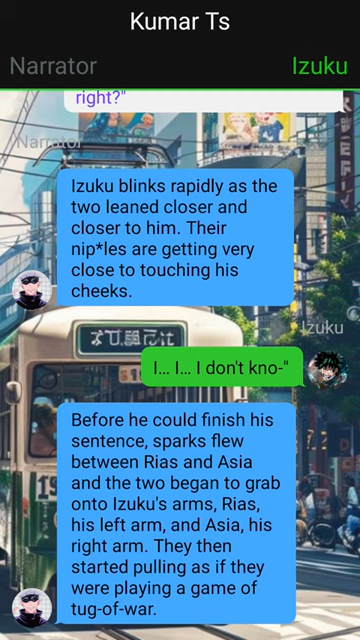 Kumar Ts
Narrator
Izuku
right?"
Narrator
Izuku blinks rapidly as the
two leaned closer and
closer to him. Their
nip*les are getting very
close to touching his
cheeks.
Izuku
I... I... I don't kno-"
Before he could finish his
sentence, sparks flew
between Rias and Asia
and the two began to grab
onto Izuku's arms, Rias,
his left arm, and Asia, his
right arm. They then
started pulling as if they
were playing a game of
tug-of-war.